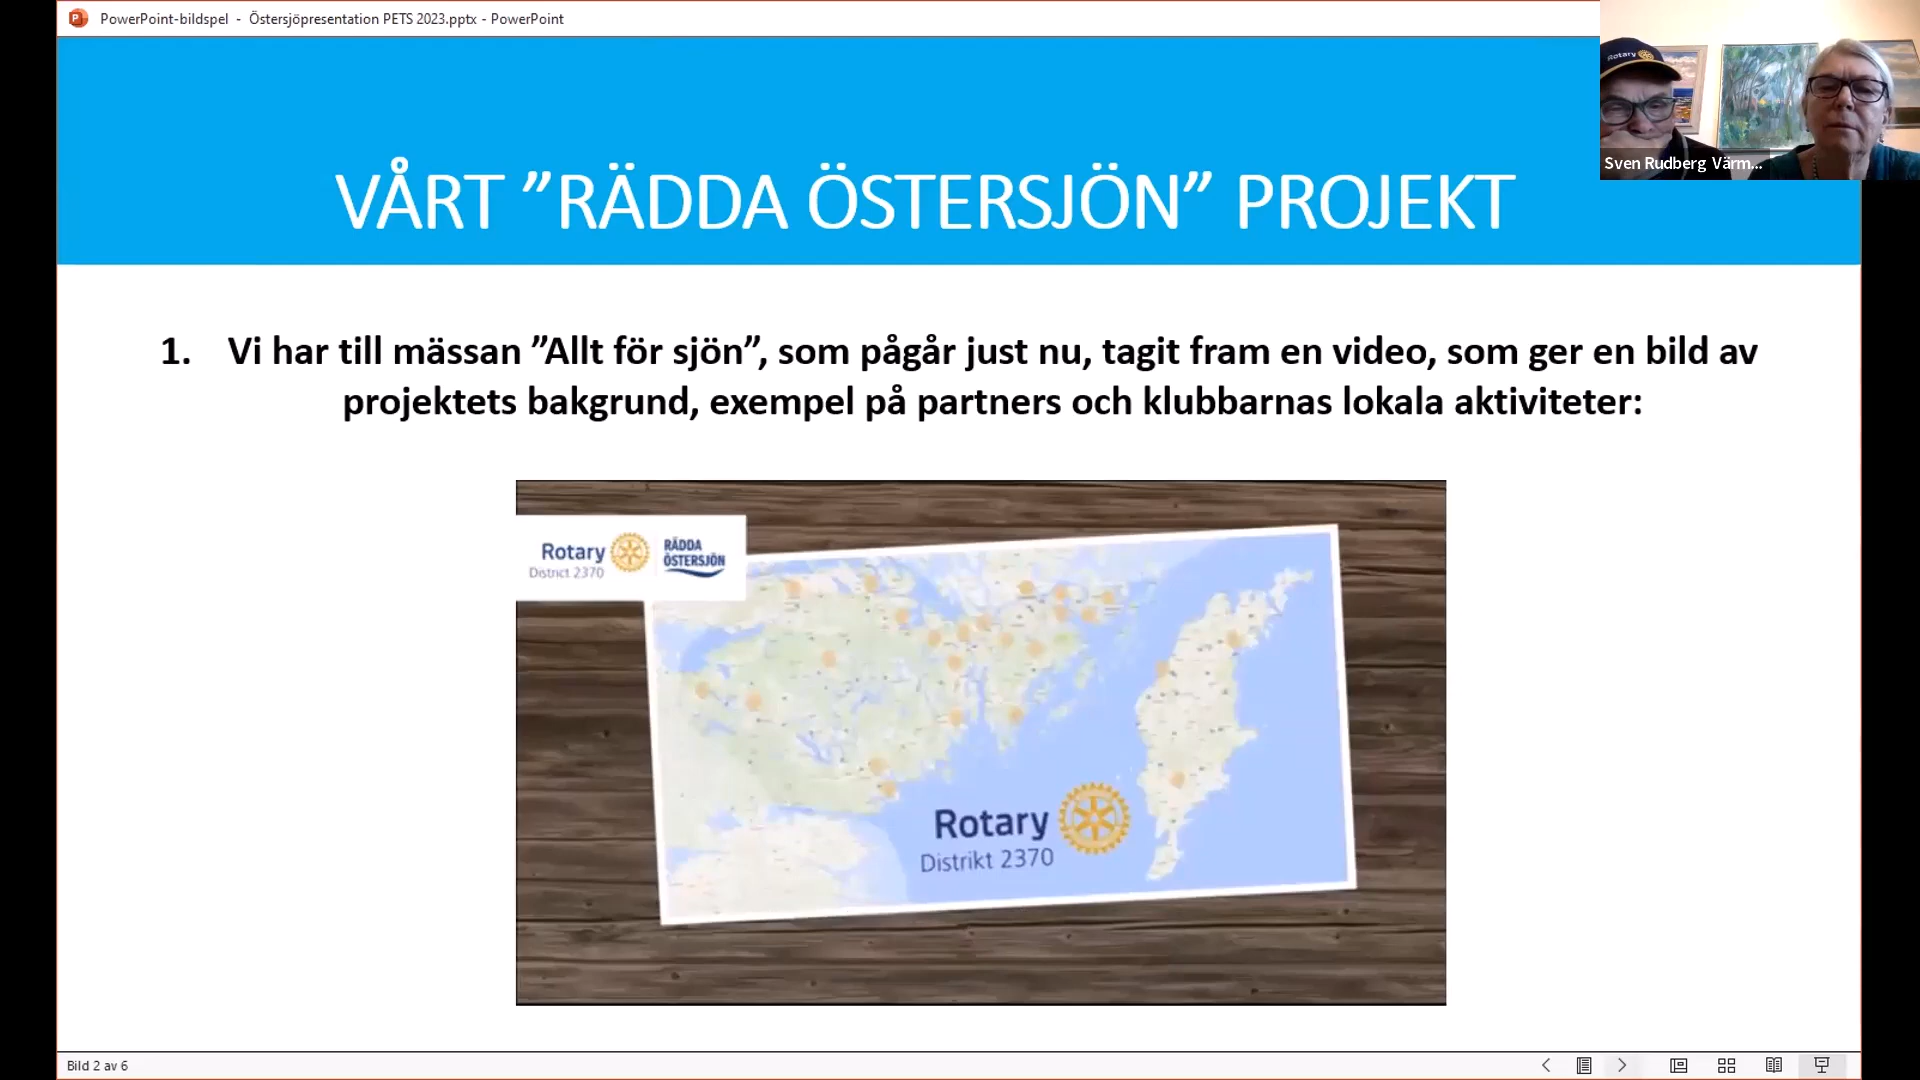 PowerPoint-bildspel - Östersjöpresentation PETS 2023.pptx - PowerPoint
Rotary
Sven Rudberg Värm...
VÅRT ”RÄDDA ÖSTERSJÖN” PROJEKT
1. Vi har till mässan ”Allt för sjön”, som pågår just nu, tagit fram en video, som ger en bild av
projektets bakgrund, exempel på partners och klubbarnas lokala aktiviteter:
Rotary
District 2370
RÄDDA
ÖSTERSJÖN
Rotary
Distrikt 2370
Bild 2 av 6